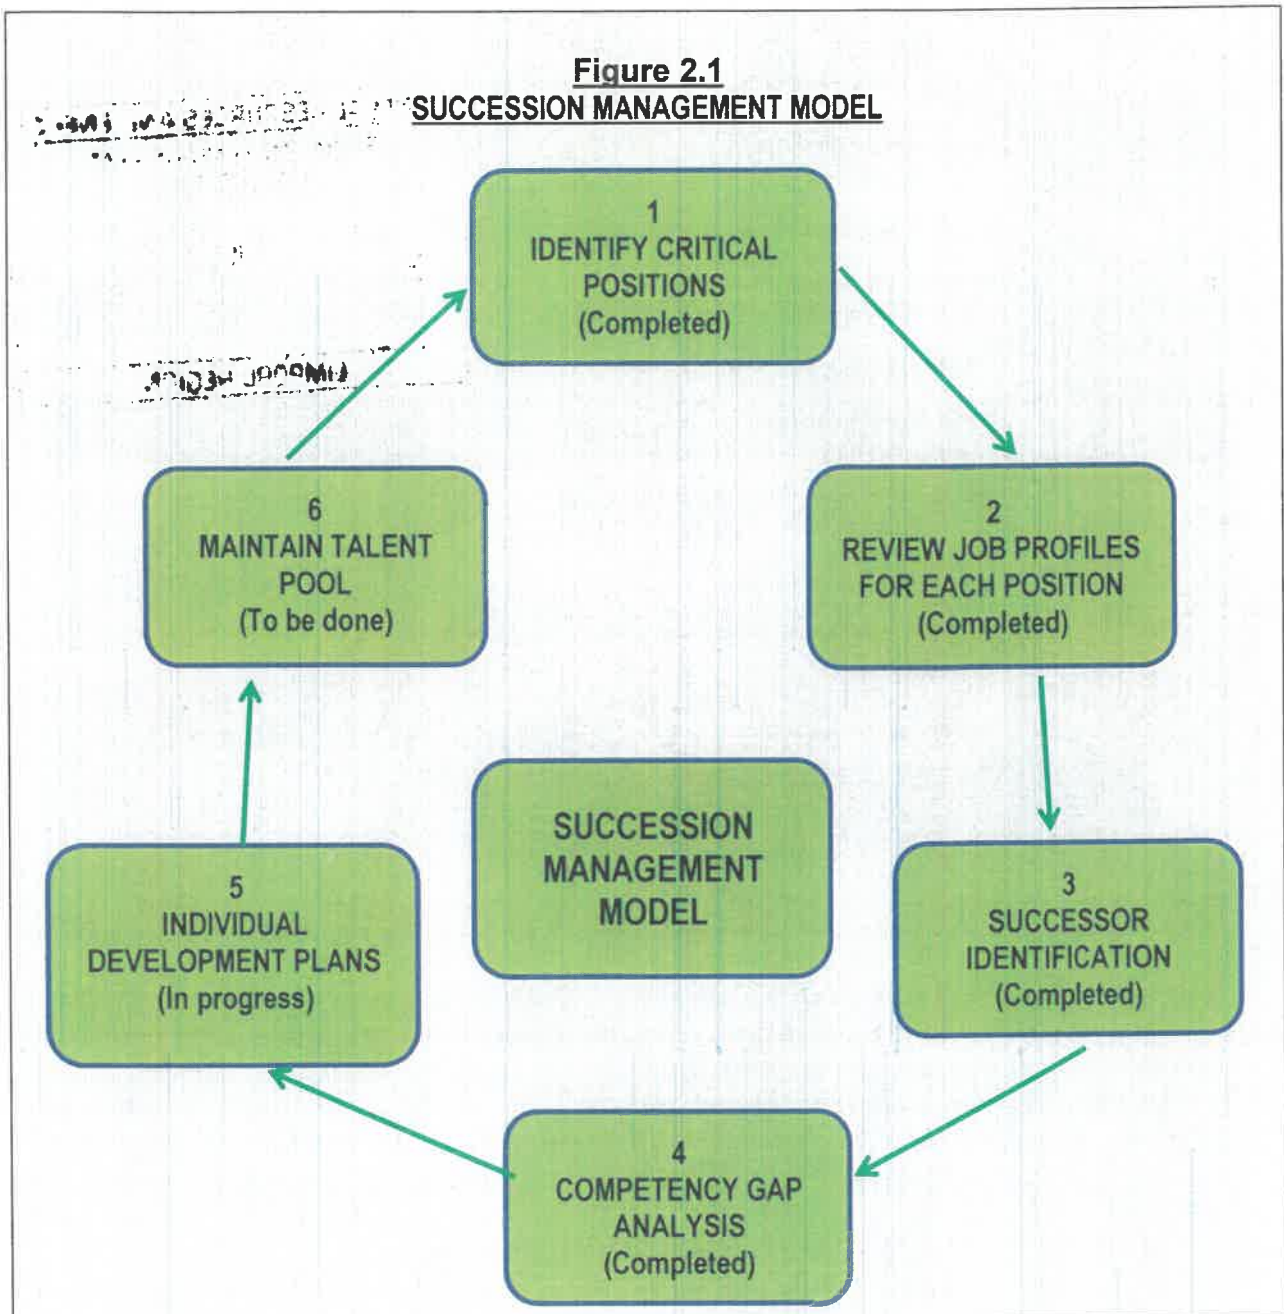 Figure 2.1
SUCCESSION MANAGEMENT MODEL
1
IDENTIFY CRITICAL
POSITIONS
(Completed)
2
REVIEW JOB PROFILES
FOR EACH POSITION
(Completed)
3
SUCCESSOR
IDENTIFICATION
(Completed)
4
COMPETENCY GAP
ANALYSIS
(Completed)
5
INDIVIDUAL
DEVELOPMENT PLANS
(In progress)
6
MAINTAIN TALENT
POOL
(To be done)
SUCCESSION
MANAGEMENT
MODEL